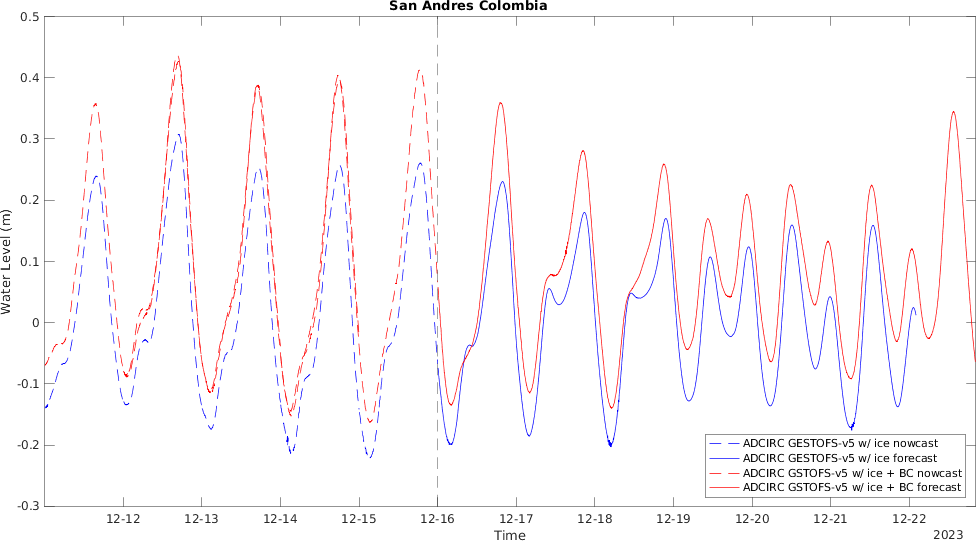 San Andres Colombia
Water Level (m)
0.5
0.4
0.3
0.2
0.1
0
-0.1
-0.2
-0.3
ADCIRC GESTOFS-v5 w/ ice nowcast
ADCIRC GESTOFS-v5 w/ ice forecast
ADCIRC GSTOFS-v5 w/ ice + BC nowcast
ADCIRC GSTOFS-v5 w/ ice + BC forecast
12-12 12-13 12-14 12-15 12-16 12-17 12-18 12-19 12-20 12-21 12-22
Time
2023